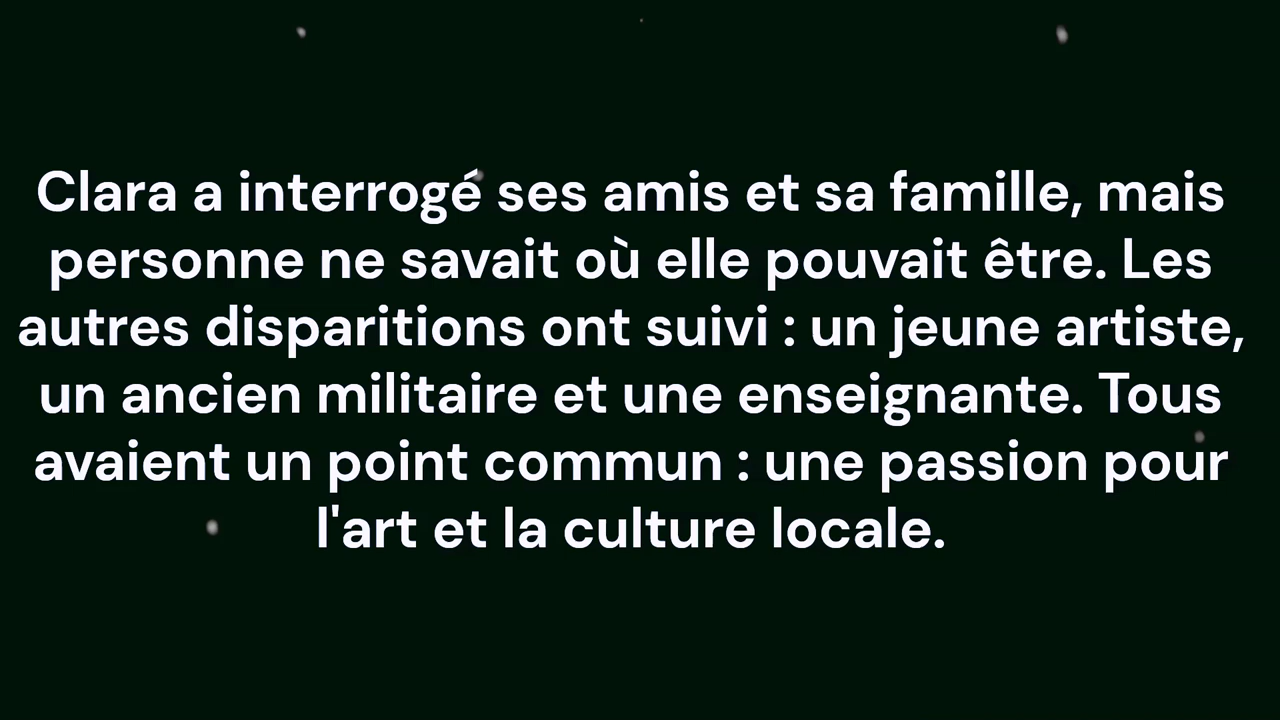 Clara a interrogé ses amis et sa famille, mais
personne ne savait où elle pouvait être. Les
autres disparitions ont suivi : un jeune artiste,
un ancien militaire et une enseignante. Tous
avaient un point commun : une passion pour
l'art et la culture locale.